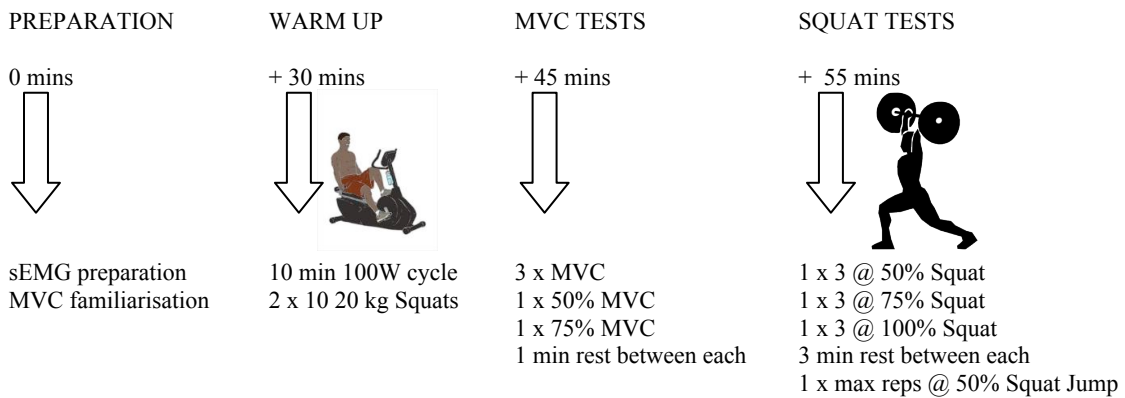 PREPARATION
0 mins
sEMG preparation
MVC familiarisation
WARM UP
+ 30 mins
10 min 100W cycle
2 x 10 20 kg Squats
MVC TESTS
+ 45 mins
3 x MVC
1 x 50% MVC
1 x 75% MVC
1 min rest between each
SQUAT TESTS
+ 55 mins
1 x 3 @ 50% Squat
1 x 3 @ 75% Squat
1 x 3 @ 100% Squat
3 min rest between each
1 x max reps @ 50% Squat Jump